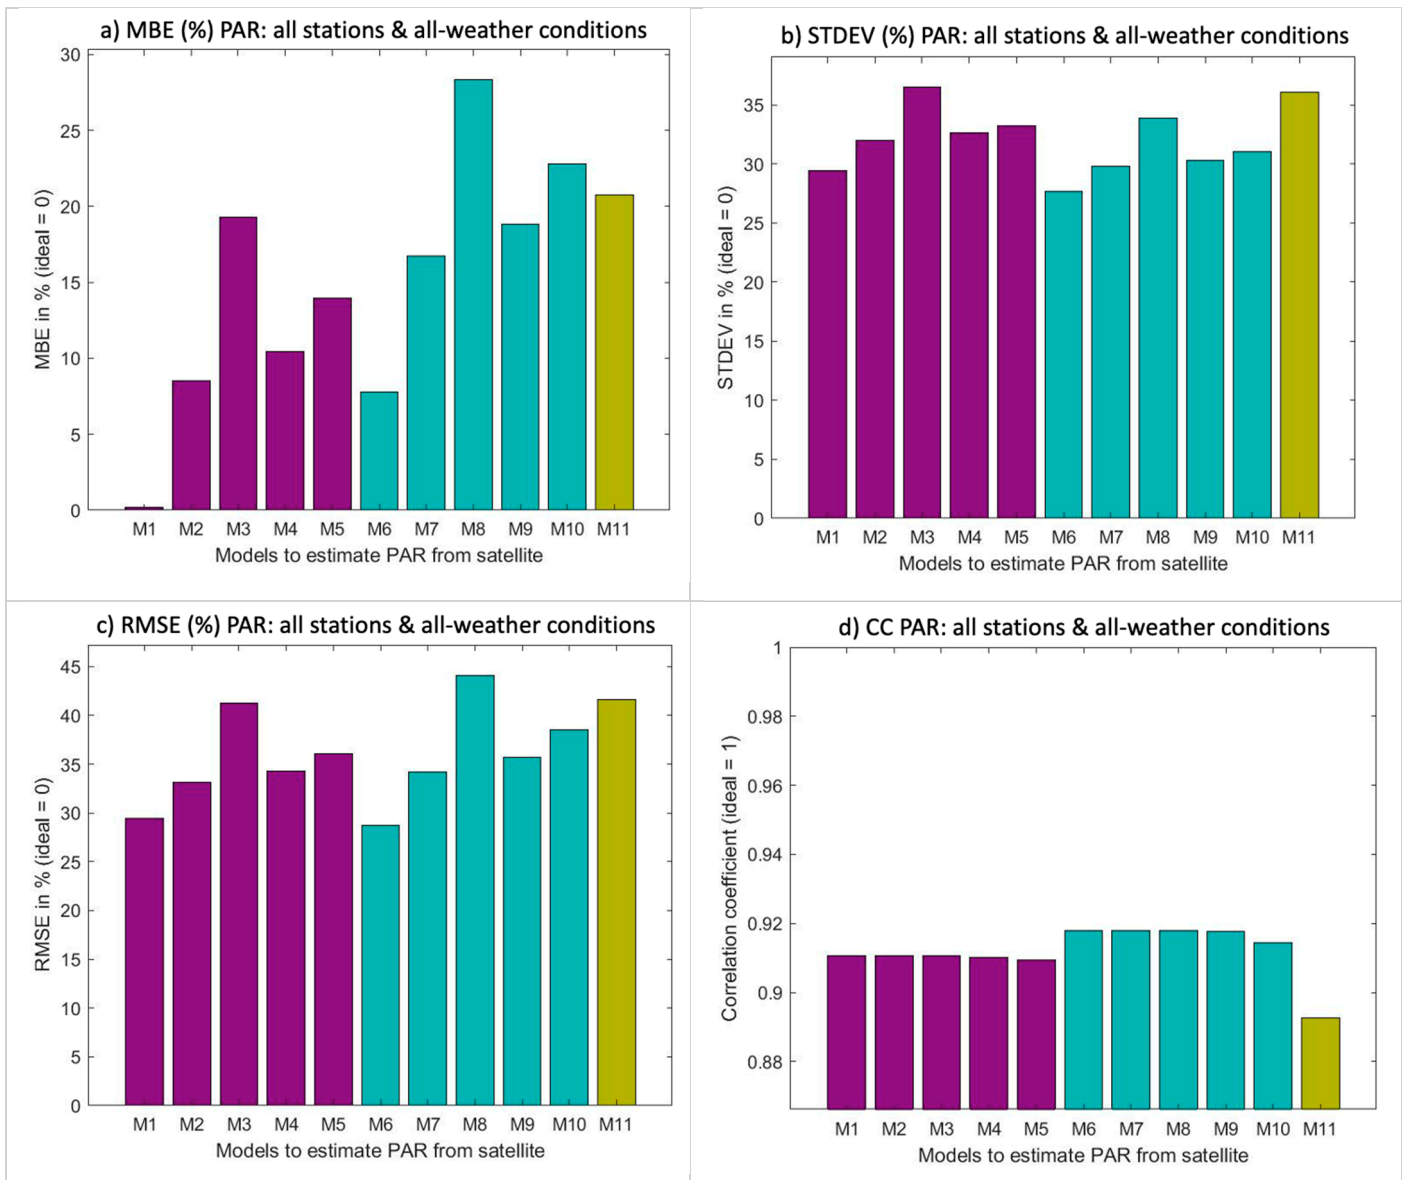 a) MBE (%) PAR: all stations & all-weather conditions
30
25
20
15
10
5
0
MBE in % (ideal = 0)
M1 M2 M3 M4 M5 M6 M7 M8 M9 M10 M11
Models to estimate PAR from satellite
b) STDEV (%) PAR: all stations & all-weather conditions
35
30
25
20
15
10
5
0
STDEV in % (ideal = 0)
M1 M2 M3 M4 M5 M6 M7 M8 M9 M10 M11
Models to estimate PAR from satellite
c) RMSE (%) PAR: all stations & all-weather conditions
45
40
35
30
25
20
15
10
5
0
RMSE in % (ideal = 0)
M1 M2 M3 M4 M5 M6 M7 M8 M9 M10 M11
Models to estimate PAR from satellite
d) CC PAR: all stations & all-weather conditions
1
0.98
0.96
0.94
0.92
0.9
0.88
Correlation coefficient (ideal = 1)
M1 M2 M3 M4 M5 M6 M7 M8 M9 M10 M11
Models to estimate PAR from satellite